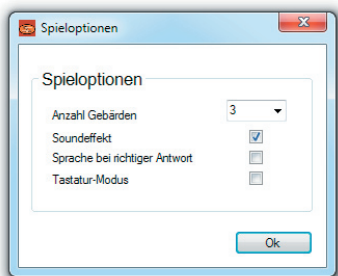 Spieloptionen
Spieloptionen
Anzahl Gebärden 3
Soundeffekt
Sprache bei richtiger Antwort
Tastatur-Modus
Ok